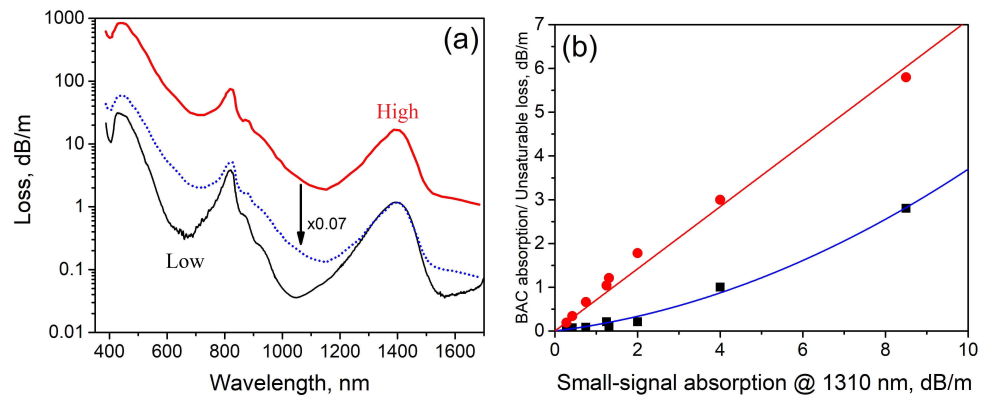 (a)
1000
100
10
1
0.1
0.01
Loss, dB/m
High
x0.07
Low
400 600 800 1000 1200 1400 1600
Wavelength, nm
(b)
7
6
5
4
3
2
1
0
BAC absorption/ Unsaturable loss, dB/m
0 2 4 6 8 10
Small-signal absorption @ 1310 nm, dB/m